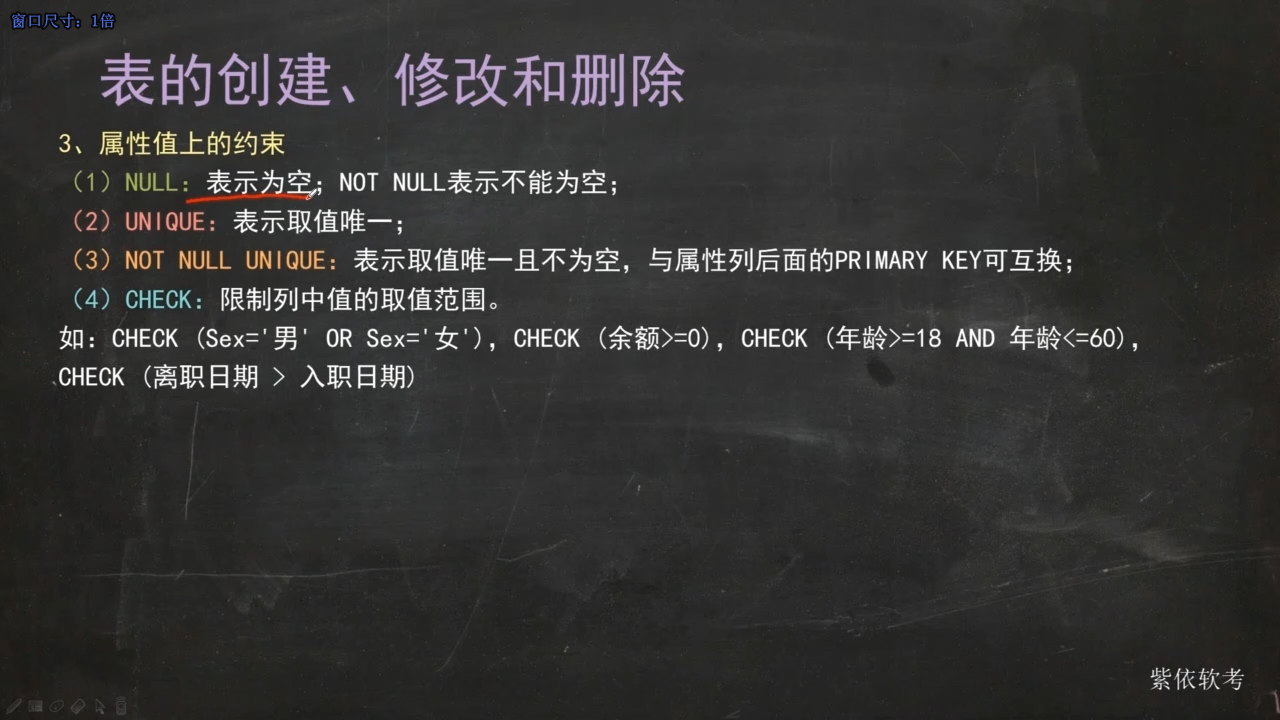 窗口尺寸：1倍
表的创建、修改和删除
3、属性值上的约束
（1）NULL：表示为空；NOT NULL表示不能为空；
（2）UNIQUE：表示取值唯一；
（3）NOT NULL UNIQUE：表示取值唯一且不为空，与属性列后面的PRIMARY KEY可互换；
（4）CHECK：限制列中值的取值范围。
如：CHECK (Sex='男' OR Sex='女')，CHECK (余额>=0)，CHECK (年龄>=18 AND 年龄<=60)，
CHECK (离职日期 > 入职日期)
紫依软考